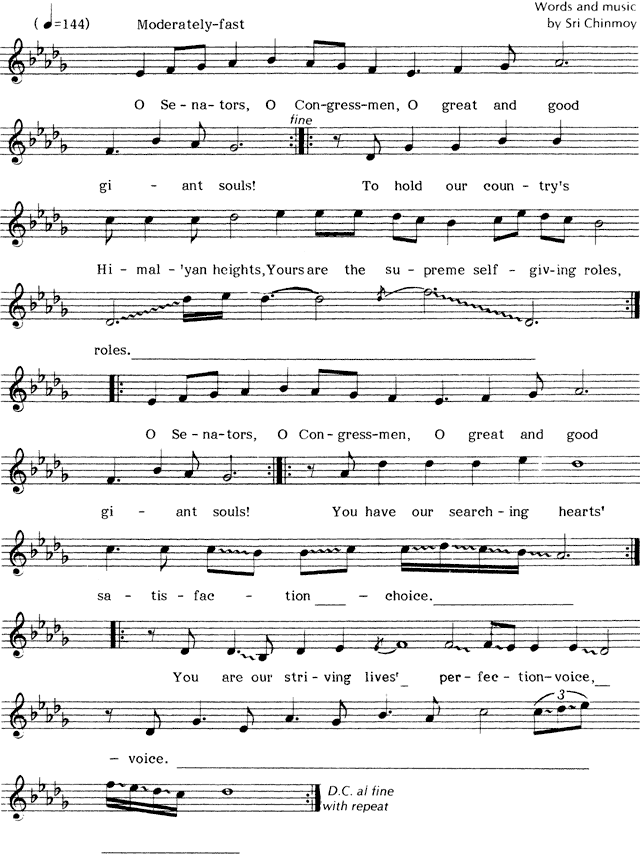 (♩=144) Moderately-fast Words and music
by Sri Chinmoy
O Se-na-tors, O Con-gress-men, O great and good
fine
gi - ant souls! To hold our coun-try's
Hi-mal-'yan heights, Yours are the su-preme self-giv-ing roles,
roles.
O Se-na-tors, O Con-gress-men, O great and good
gi - ant souls! You have our search-ing hearts'
sa-tis-fac - tion - choice.
You are our stri-ving lives' per-fec-tion-voice,
3
- voice.
D.C. al fine
with repeat